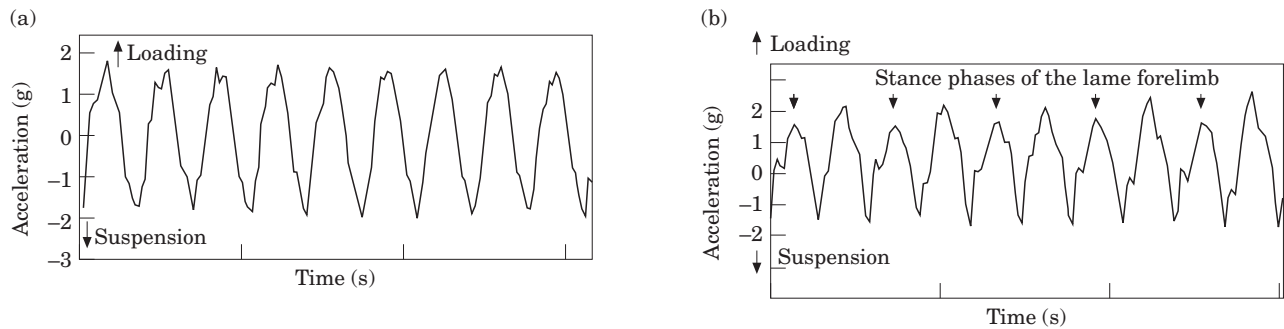 (a)
2
Loading
1
0
–1
–2
Suspension
–3
Acceleration (g)
Time (s)
(b)
Loading
Stance phases of the lame forelimb
2
1
0
–1
–2
Suspension
Acceleration (g)
Time (s)